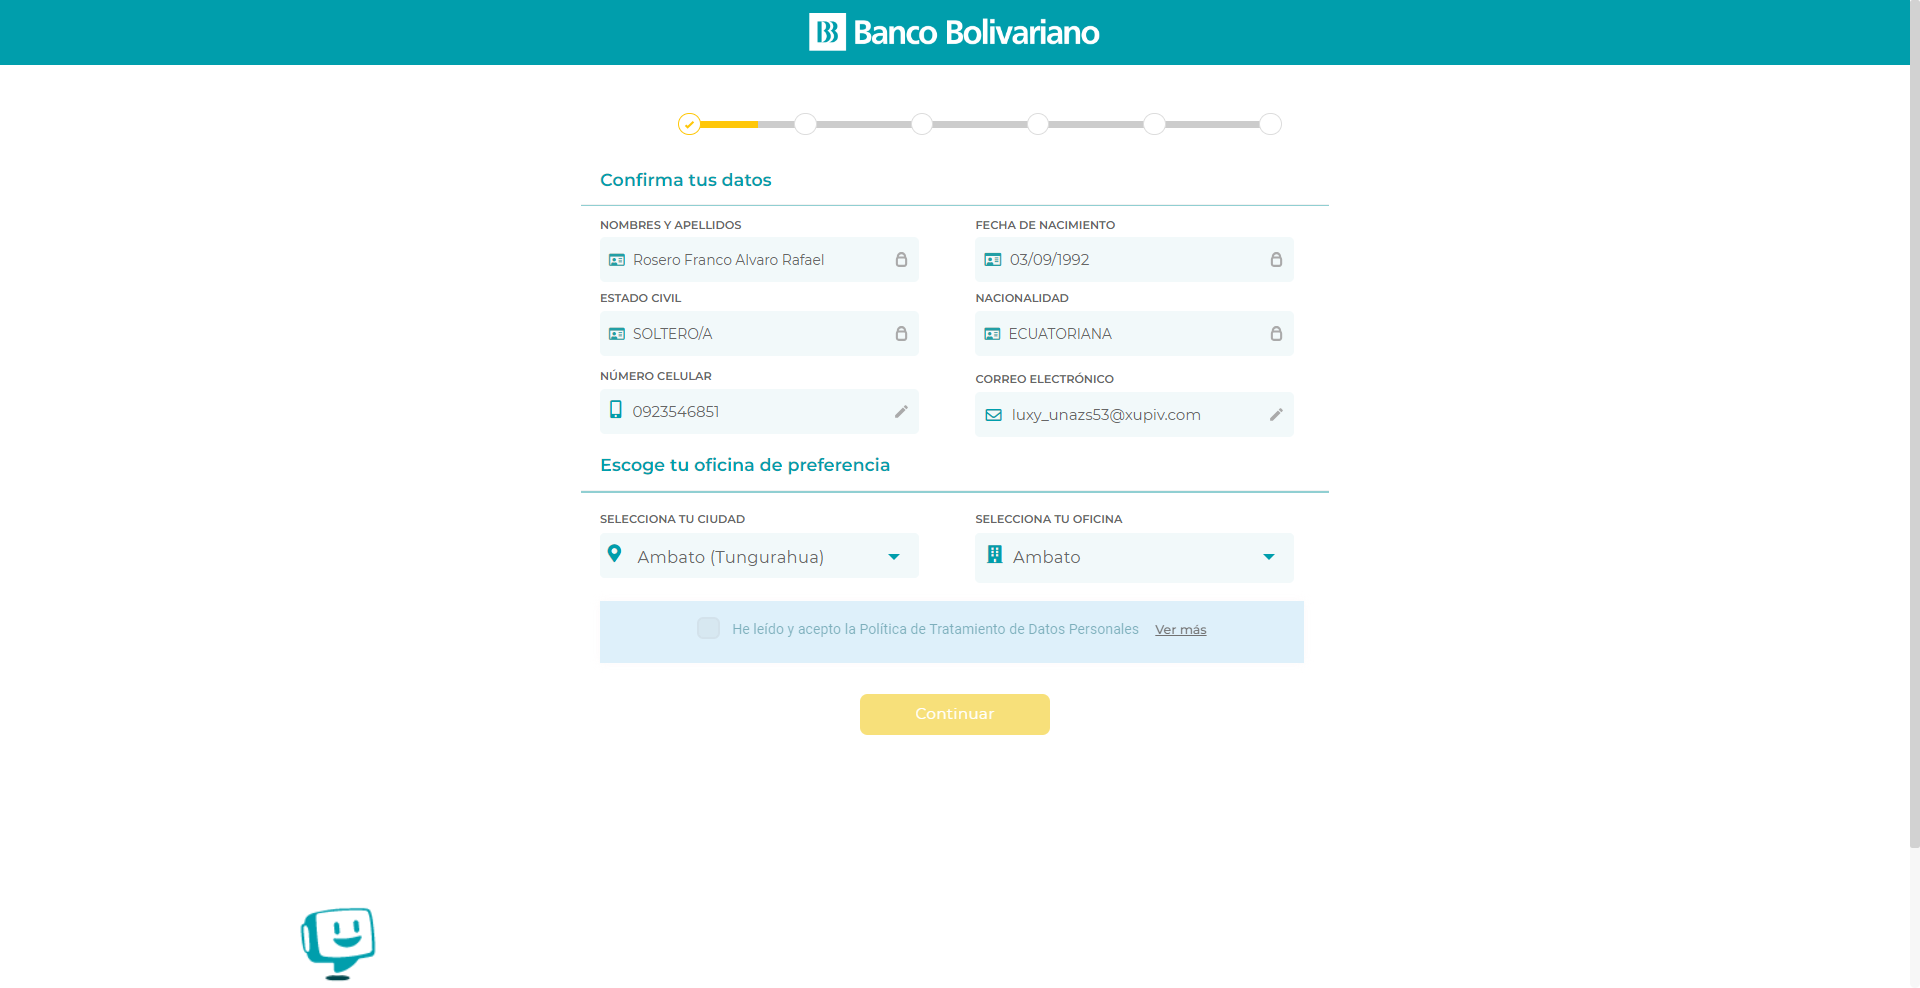 Banco Bolivariano
Confirma tus datos
NOMBRES Y APELLIDOS
Rosero Franco Alvaro Rafael
FECHA DE NACIMIENTO
03/09/1992
ESTADO CIVIL
SOLTERO/A
NACIONALIDAD
ECUATORIANA
NÚMERO CELULAR
0923546851
CORREO ELECTRÓNICO
luxy_unazs53@xupiv.com
Escoge tu oficina de preferencia
SELECCIONA TU CIUDAD
Ambato (Tungurahua)
SELECCIONA TU OFICINA
Ambato
He leído y acepto la Política de Tratamiento de Datos Personales Ver más
Continuar